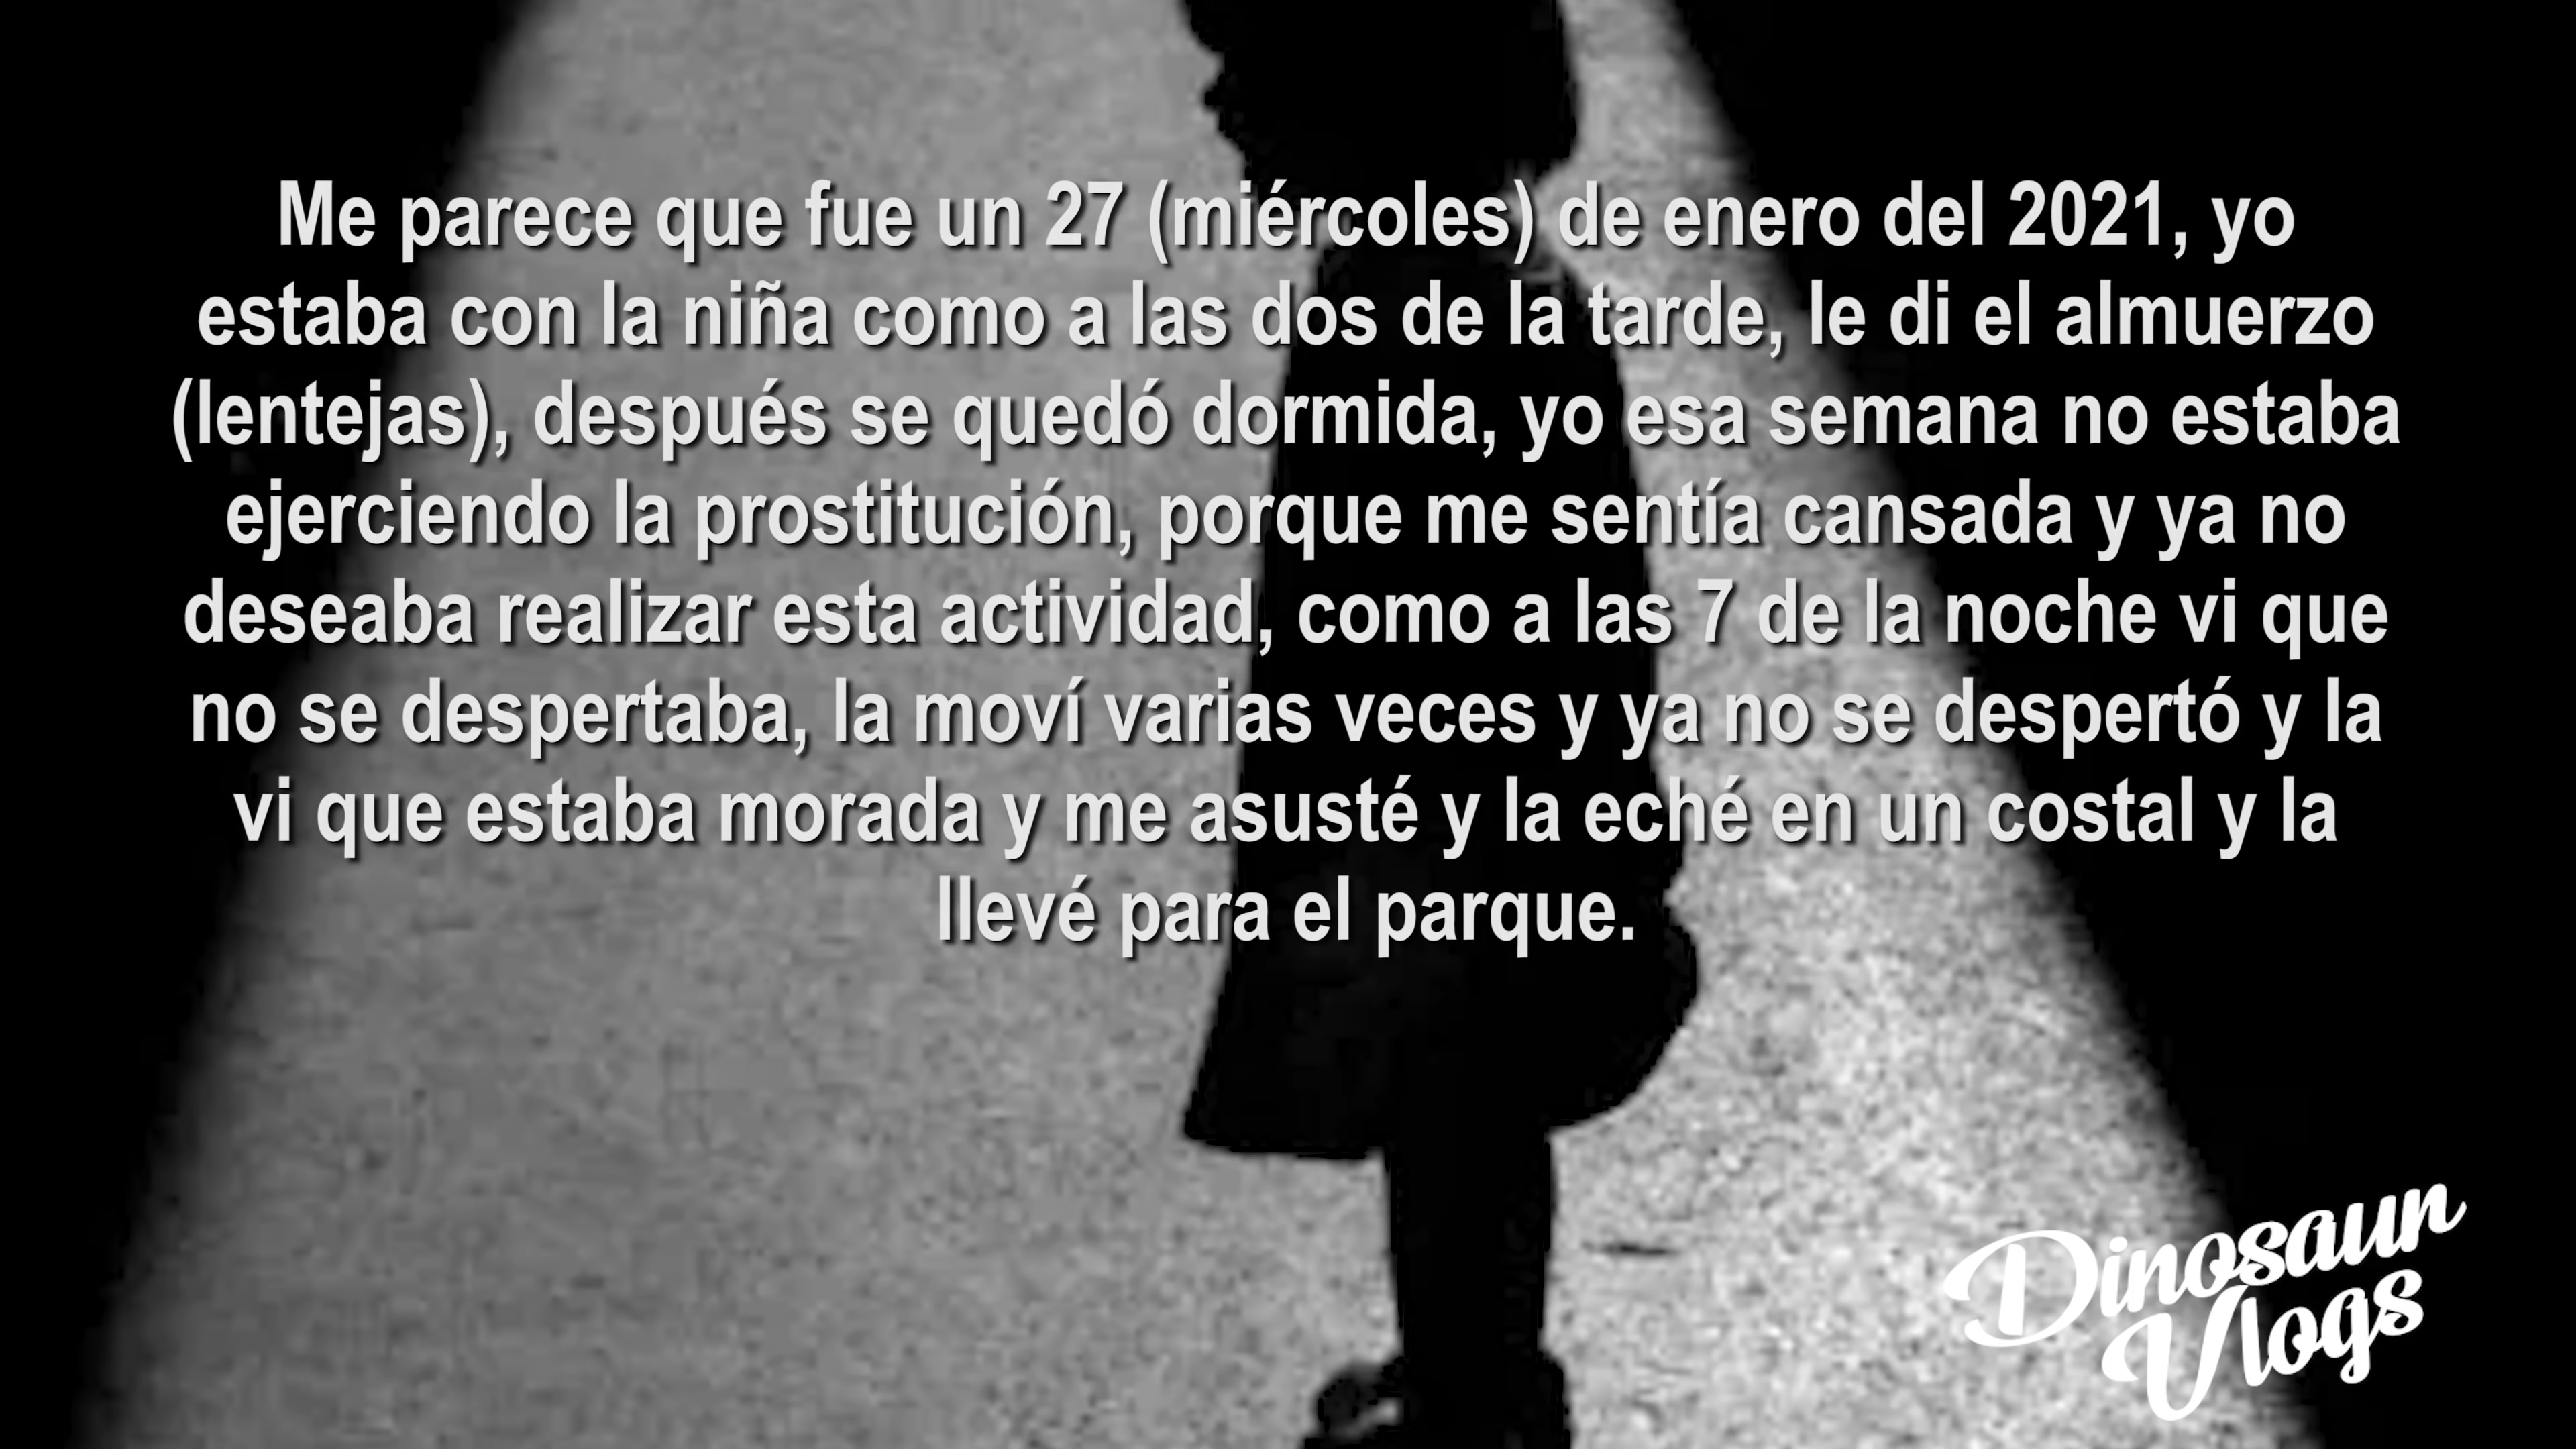 Me parece que fue un 27 (miércoles) de enero del 2021, yo
estaba con la niña como a las dos de la tarde, le di el almuerzo
(lentejas), después se quedó dormida, yo esa semana no estaba
ejerciendo la prostitución, porque me sentía cansada y ya no
deseaba realizar esta actividad, como a las 7 de la noche vi que
no se despertaba, la moví varias veces y ya no se despertó y la
vi que estaba morada y me asusté y la eché en un costal y la
llevé para el parque.
Dinosaur
Vlogs